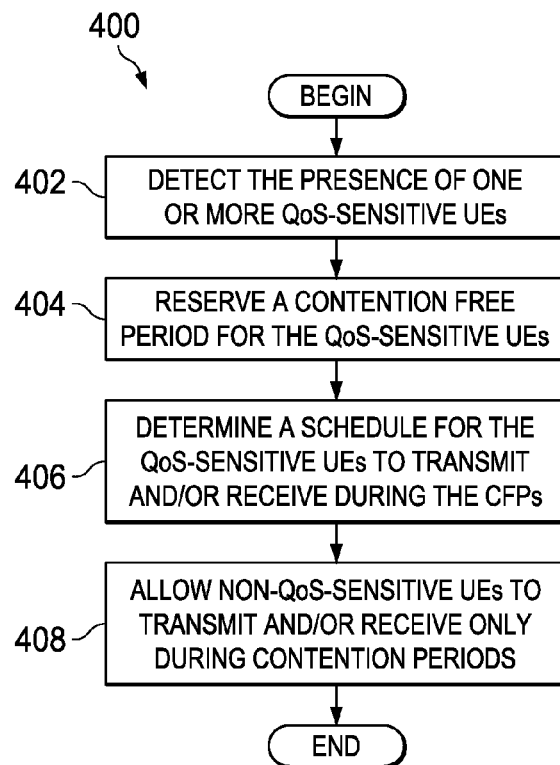 400
BEGIN
402
DETECT THE PRESENCE OF ONE
OR MORE QoS-SENSITIVE UEs
404
RESERVE A CONTENTION FREE
PERIOD FOR THE QoS-SENSITIVE UEs
406
DETERMINE A SCHEDULE FOR THE
QoS-SENSITIVE UEs TO TRANSMIT
AND/OR RECEIVE DURING THE CFPs
408
ALLOW NON-QoS-SENSITIVE UEs TO
TRANSMIT AND/OR RECEIVE ONLY
DURING CONTENTION PERIODS
END